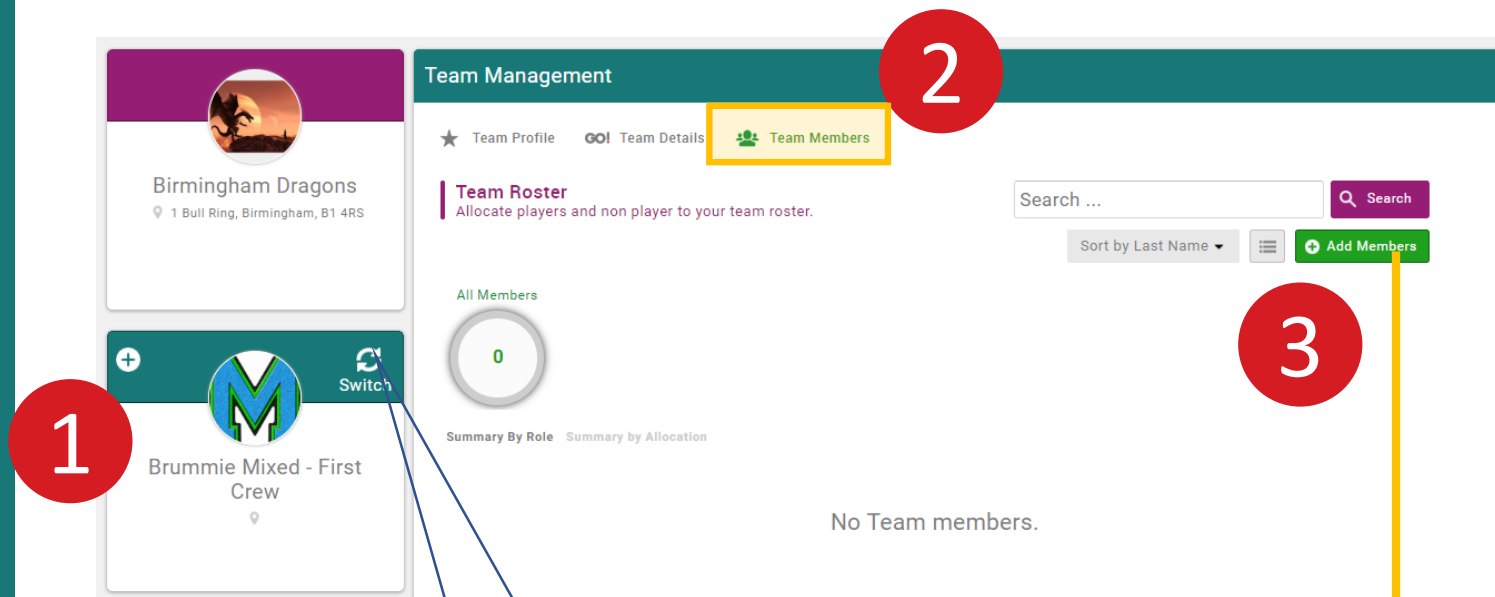 2
Team Management
Team Profile
GO! Team Details
Team Members
Birmingham Dragons
1 Bull Ring, Birmingham, B1 4RS
Team Roster
Allocate players and non player to your team roster.
Search ...
Search
Sort by Last Name
Add Members
All Members
0
3
Switch
1
Summary By Role Summary by Allocation
Brummie Mixed - First
Crew
No Team members.